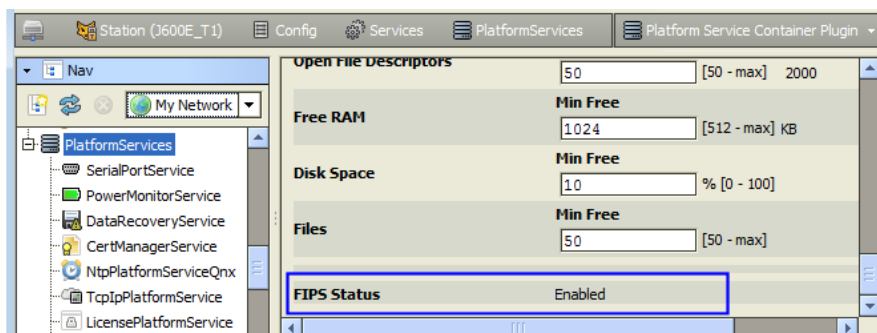 Station (J600E_T1) Config Services PlatformServices Platform Service Container Plugin
Nav
My Network
PlatformServices
SerialPortService
PowerMonitorService
DataRecoveryService
CertManagerService
NtpPlatformServiceQnx
TcpIpPlatformService
LicensePlatformService
Open File Descriptors 50 [50 - max] 2000
Min Free
Free RAM 1024 [512 - max] KB
Min Free
Disk Space 10 % [0 - 100]
Min Free
Files 50 [50 - max]
FIPS Status Enabled